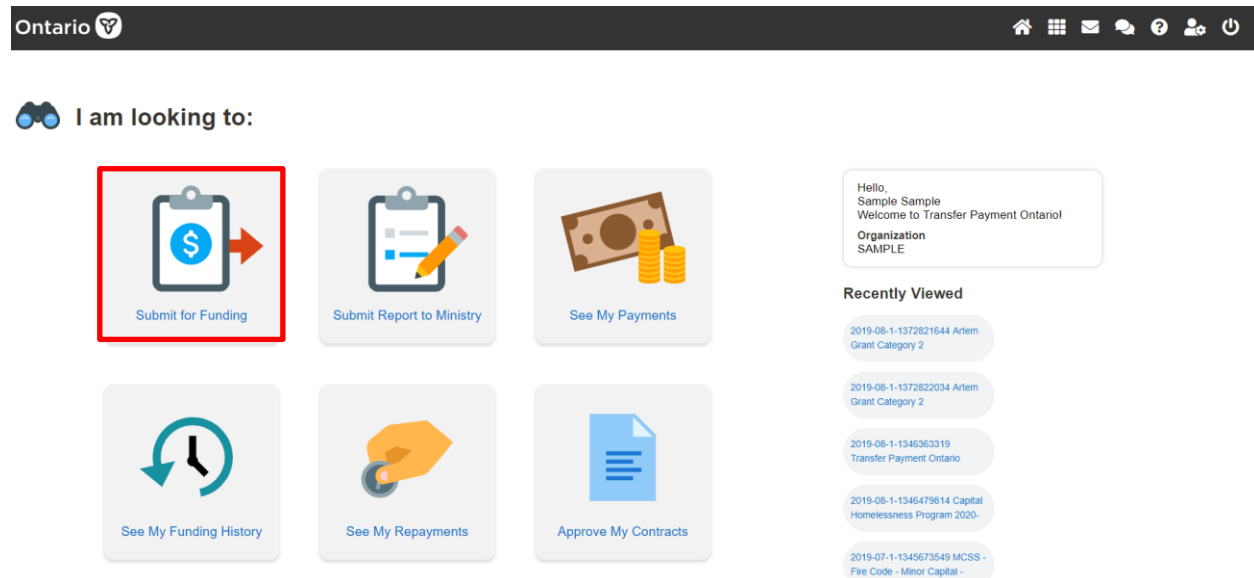 Ontario
I am looking to:
Submit for Funding
Submit Report to Ministry
See My Payments
See My Funding History
See My Repayments
Approve My Contracts
Hello,
Sample Sample
Welcome to Transfer Payment Ontario!
Organization
SAMPLE
Recently Viewed
2019-08-1-1372821644 Artem
Grant Category 2
2019-08-1-1372822034 Artem
Grant Category 2
2019-08-1-1346363319
Transfer Payment Ontario
2019-08-1-1346479814 Capital
Homelessness Program 2020-
2019-07-1-1345673549 MCSS -
Fire Code - Minor Capital -